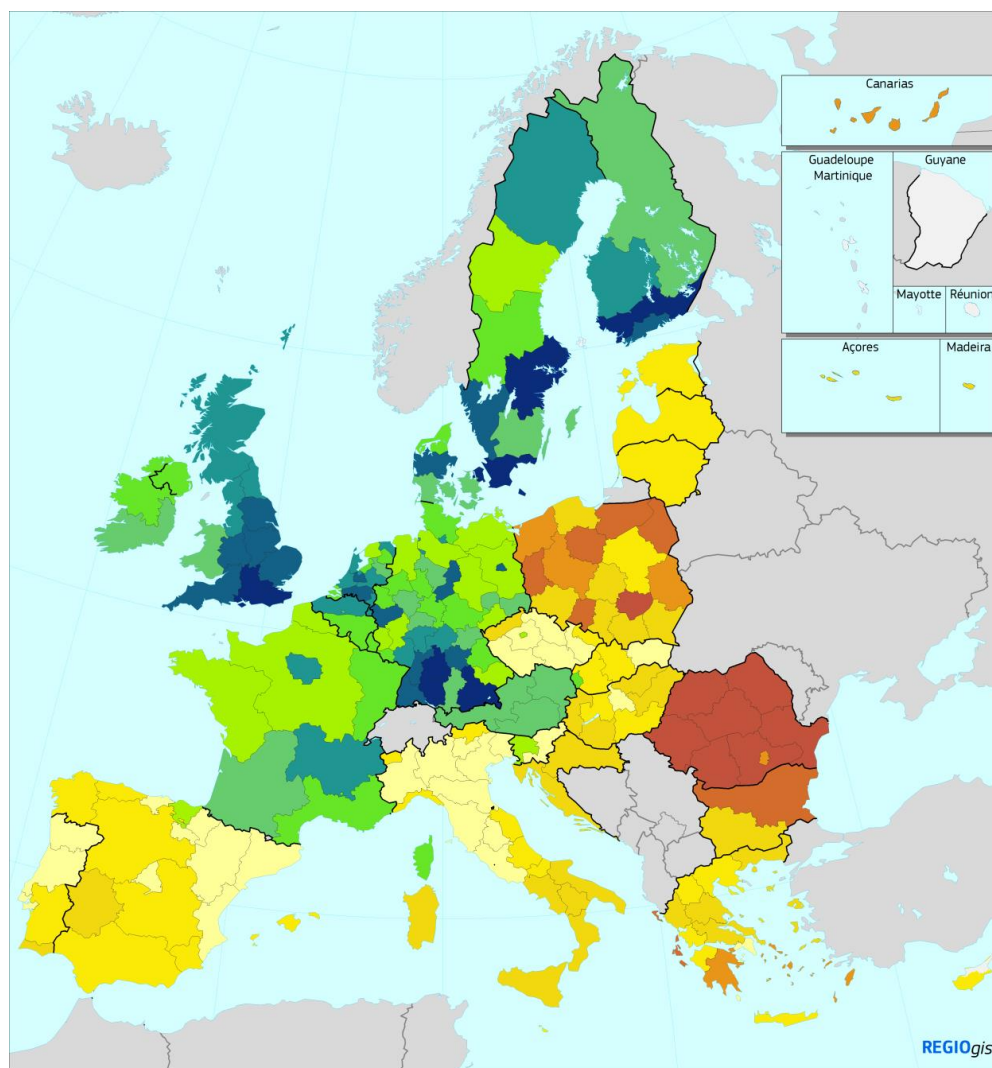 Canarias
Guadeloupe
Martinique
Guyane
Mayotte
Réunion
Açores
Madeira
REGIOgis